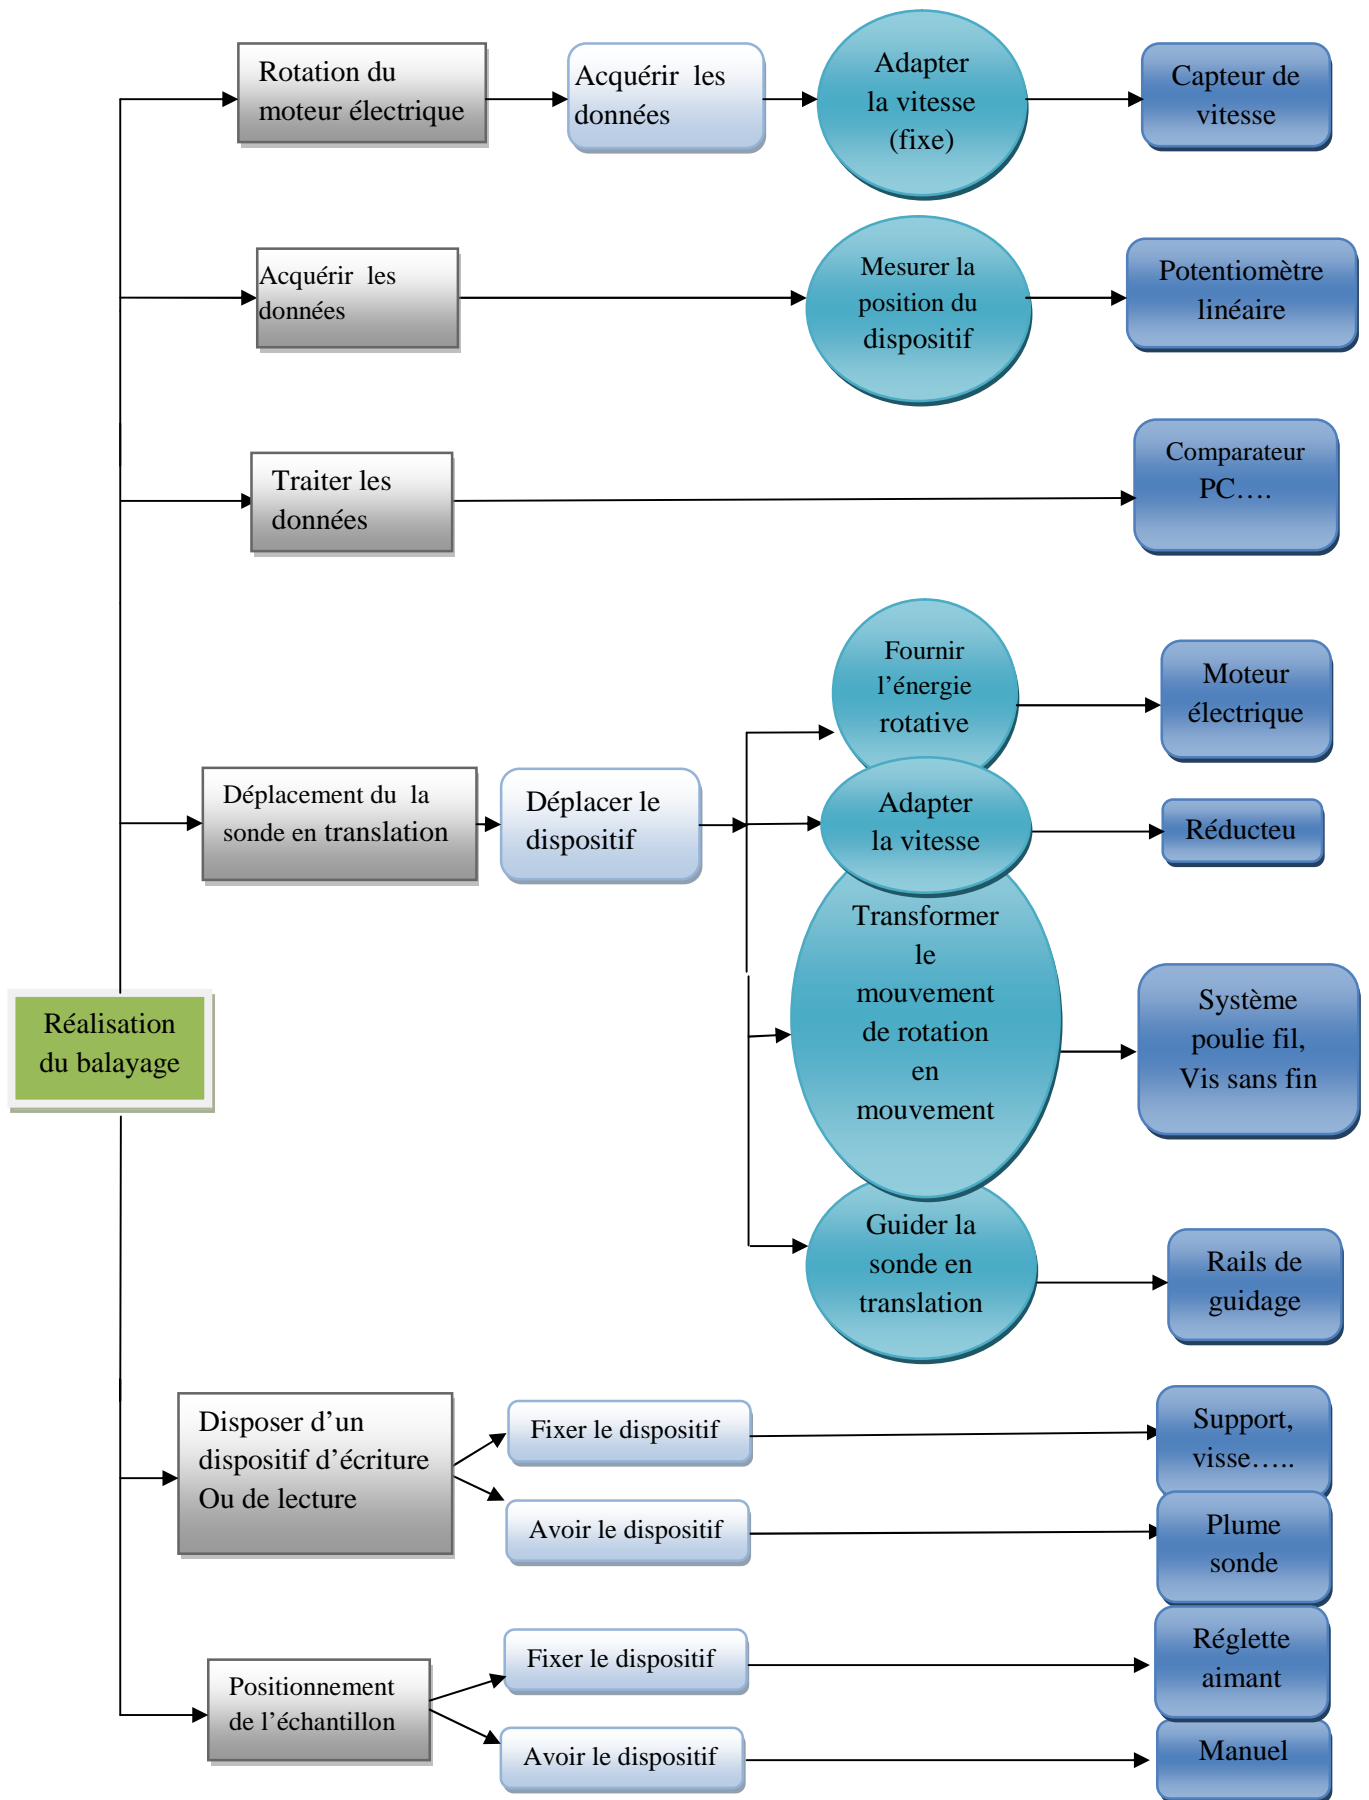 Rotation du
moteur électrique
Acquérir les
données
Adapter
la vitesse
(fixe)
Capteur de
vitesse
Acquérir les
données
Mesurer la
position du
dispositif
Potentiomètre
linéaire
Traiter les
données
Comparateur
PC….
Fournir
l’énergie
rotative
Moteur
électrique
Déplacement du la
sonde en translation
Déplacer le
dispositif
Adapter
la vitesse
Réducteu
Transformer
le
mouvement
de rotation
en
mouvement
Système
poulie fil,
Vis sans fin
Réalisation
du balayage
Guider la
sonde en
translation
Rails de
guidage
Disposer d’un
dispositif d’écriture
Ou de lecture
Fixer le dispositif
Support,
visse…..
Avoir le dispositif
Plume
sonde
Positionnement
de l’échantillon
Fixer le dispositif
Réglette
aimant
Avoir le dispositif
Manuel